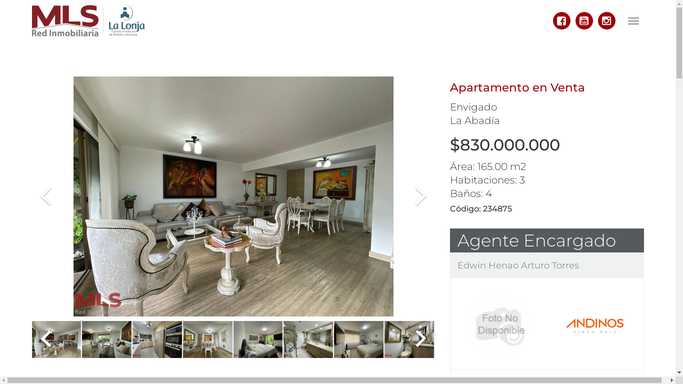 MLS
Red Inmobiliaria
La Lonja
Apartamento en Venta
Envigado
La Abadía
$830.000.000
Área: 165.00 m2
Habitaciones: 3
Baños: 4
Código: 234875
MLS
Agente Encargado
Edwin Henao Arturo Torres
Foto No
Disponible
ANDINOS